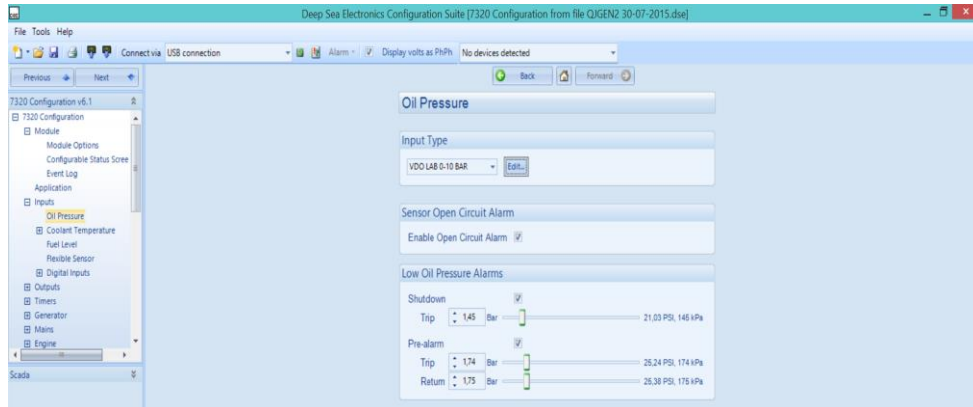 Deep Sea Electronics Configuration Suite [7320 Configuration from file QJGEN2 30-07-2015.dse]
File Tools Help
Connect via USB connection Alarm Display volts as PhPh No devices detected
Previous Next
Back Forward
7320 Configuration v6.1
7320 Configuration
Module
Module Options
Configurable Status Scree
Event Log
Application
Inputs
Oil Pressure
Coolant Temperature
Fuel Level
Flexible Sensor
Digital Inputs
Outputs
Timers
Generator
Mains
Engine
Scada
Oil Pressure
Input Type
VDO LAB 0-10 BAR Edit...
Sensor Open Circuit Alarm
Enable Open Circuit Alarm
Low Oil Pressure Alarms
Shutdown
Trip 1,45 Bar 21,03 PSI, 145 kPa
Pre-alarm
Trip 1,74 Bar 25,24 PSI, 174 kPa
Return 1,75 Bar 25,38 PSI, 175 kPa